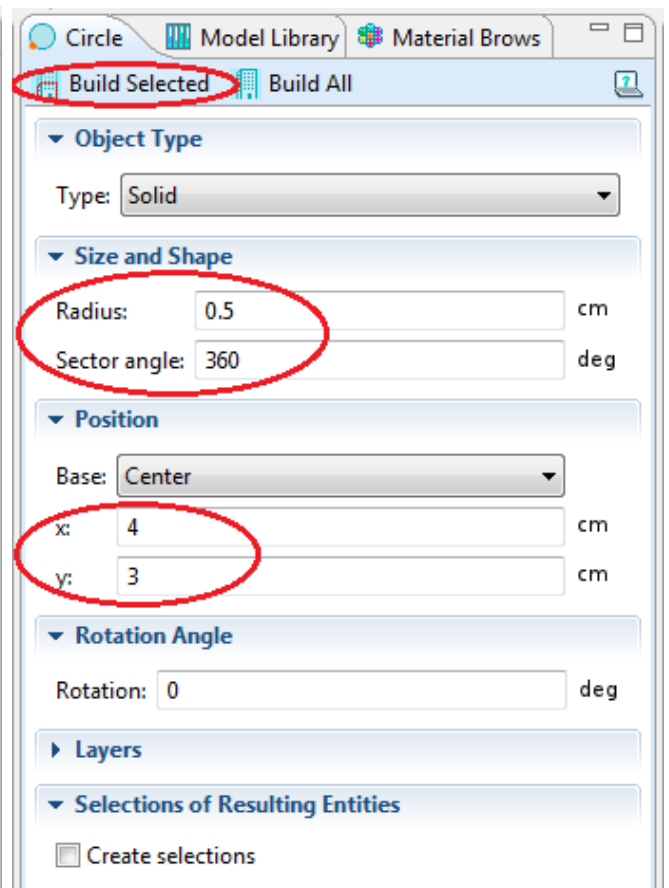 Circle Model Library Material Brows
Build Selected Build All
Object Type
Type: Solid
Size and Shape
Radius: 0.5 cm
Sector angle: 360 deg
Position
Base: Center
x: 4 cm
y: 3 cm
Rotation Angle
Rotation: 0 deg
Layers
Selections of Resulting Entities
Create selections